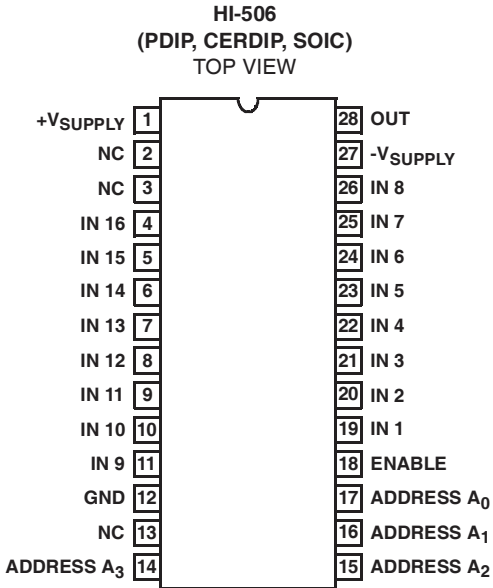 HI-506
(PDIP, CERDIP, SOIC)
TOP VIEW
+VSUPPLY 1 28 OUT
NC 2 27 -VSUPPLY
NC 3 26 IN 8
IN 16 4 25 IN 7
IN 15 5 24 IN 6
IN 14 6 23 IN 5
IN 13 7 22 IN 4
IN 12 8 21 IN 3
IN 11 9 20 IN 2
IN 10 10 19 IN 1
IN 9 11 18 ENABLE
GND 12 17 ADDRESS A0
NC 13 16 ADDRESS A1
ADDRESS A3 14 15 ADDRESS A2